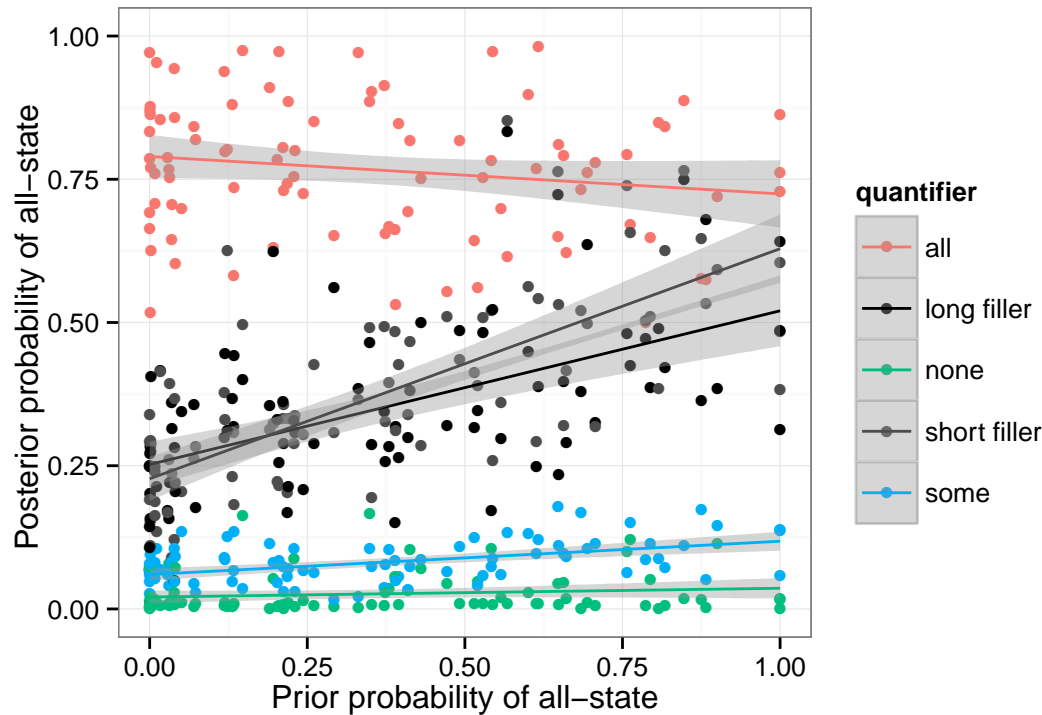 1.00
0.75
0.50
0.25
0.00
Posterior probability of all−state
0.00 0.25 0.50 0.75 1.00
Prior probability of all−state
quantifier
all
long filler
none
short filler
some